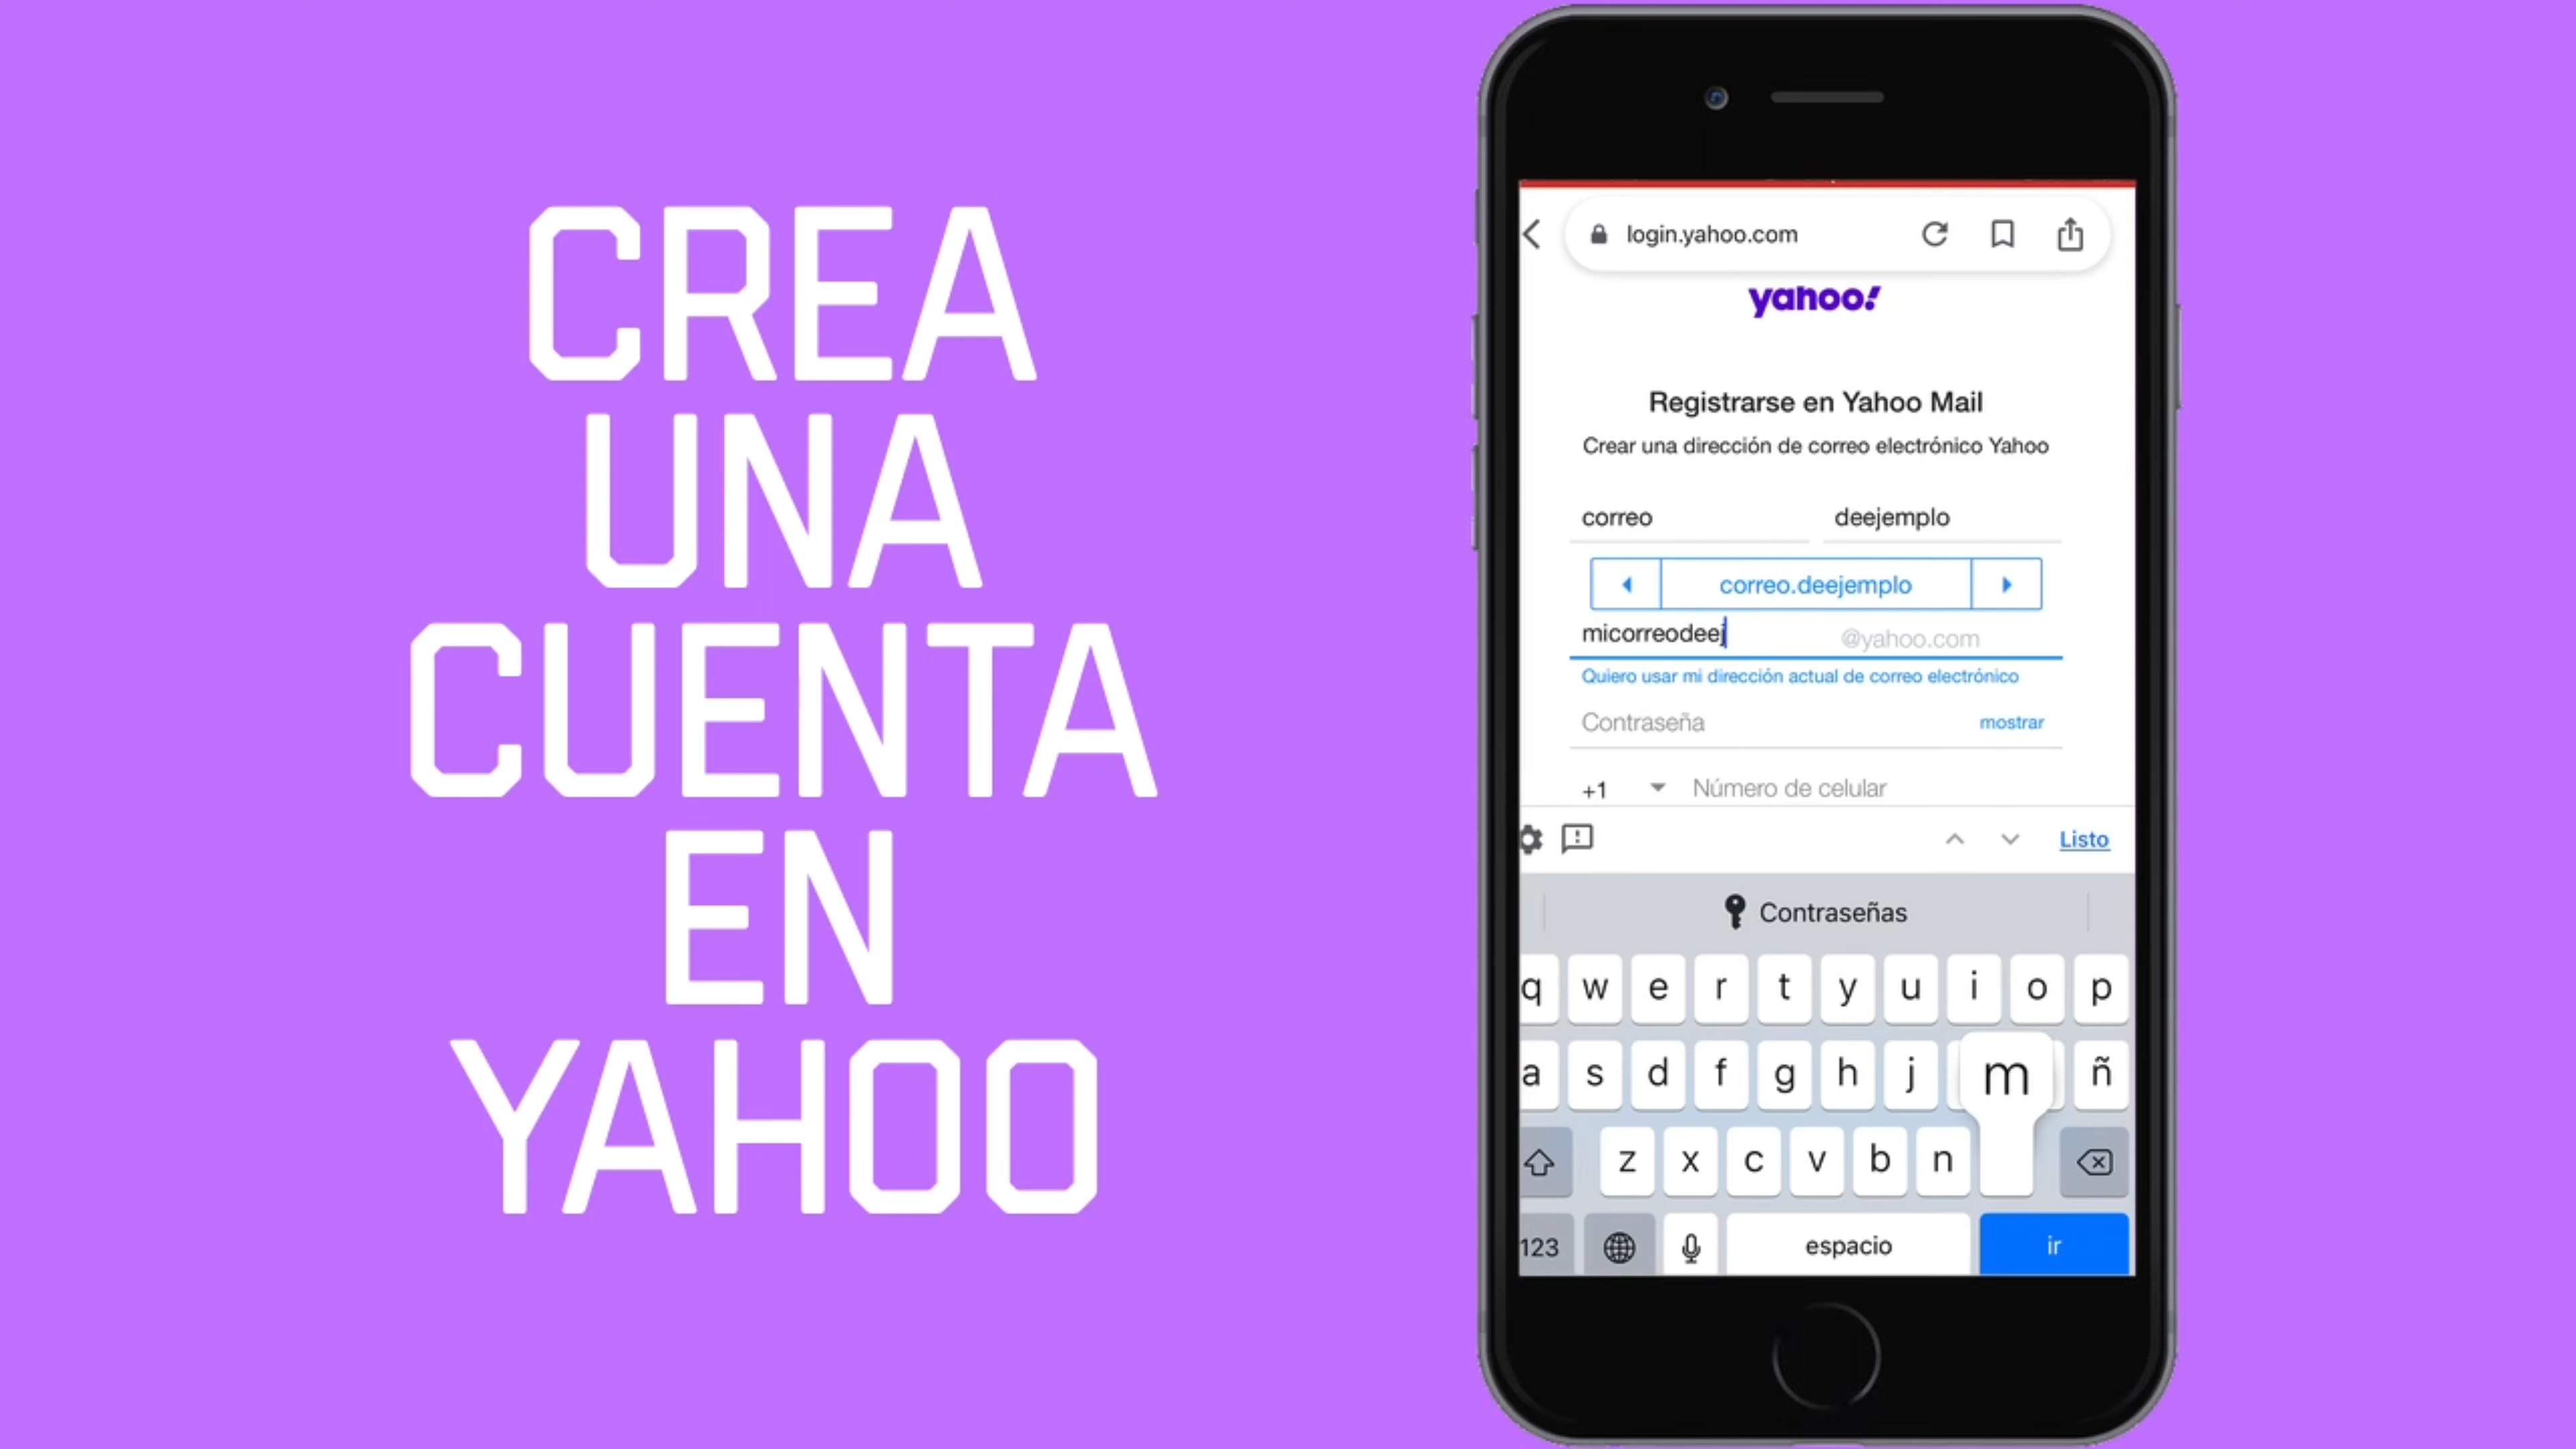 CREA
UNA
CUENTA
EN
YAHOO
login.yahoo.com
yahoo!
Registrarse en Yahoo Mail
Crear una dirección de correo electrónico Yahoo
correo deejemplo
correo.deejemplo
micorreodeej @yahoo.com
Quiero usar mi dirección actual de correo electrónico
Contraseña mostrar
+1 Número de celular
Listo
Contraseñas
q w e r t y u i o p
a s d f g h j m ñ
z x c v b n
123 espacio ir